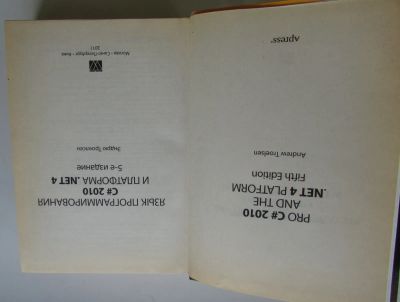 PRO C# 2010
AND THE
.NET 4 PLATFORM
Fifth Edition
Andrew Troelsen
Apress®
ЯЗЫК ПРОГРАММИРОВАНИЯ
C# 2010
И ПЛАТФОРМА .NET 4
5-е издание
Эндрю Троелсен
Москва • Санкт-Петербург • Киев
2011